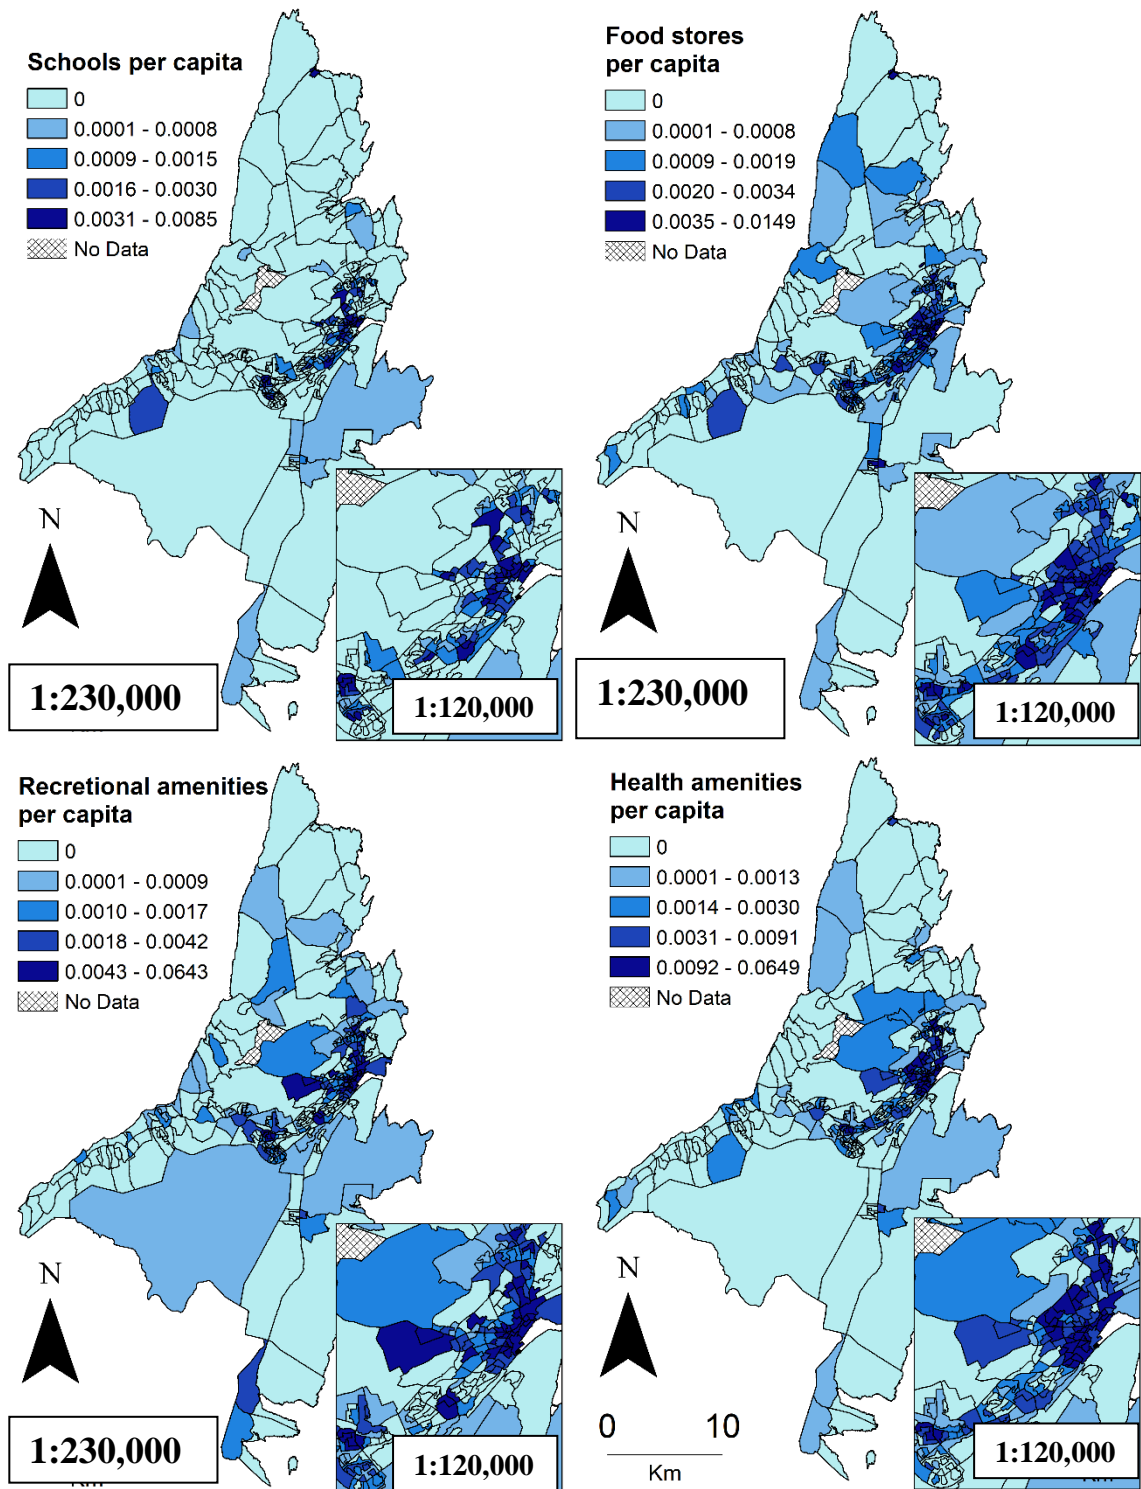 Schools per capita
0
0.0001 - 0.0008
0.0009 - 0.0015
0.0016 - 0.0030
0.0031 - 0.0085
No Data
N
1:230,000
1:120,000
Food stores
per capita
0
0.0001 - 0.0008
0.0009 - 0.0019
0.0020 - 0.0034
0.0035 - 0.0149
No Data
N
1:230,000
1:120,000
Recretional amenities
per capita
0
0.0001 - 0.0009
0.0010 - 0.0017
0.0018 - 0.0042
0.0043 - 0.0643
No Data
N
1:230,000
1:120,000
Health amenities
per capita
0
0.0001 - 0.0013
0.0014 - 0.0030
0.0031 - 0.0091
0.0092 - 0.0649
No Data
N
0 10
Km
1:120,000